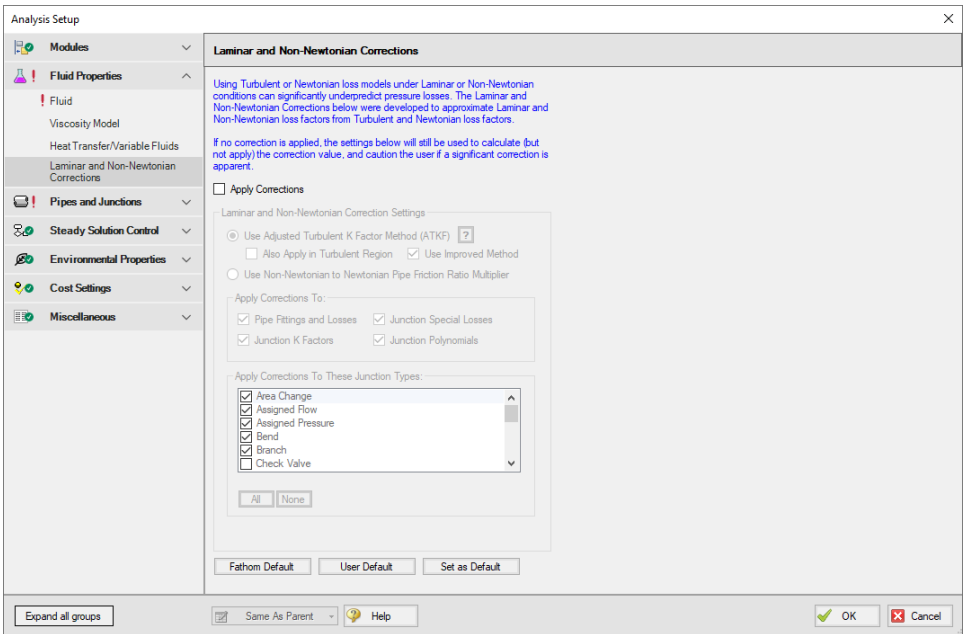 Analysis Setup
Modules
Fluid Properties
Fluid
Viscosity Model
Heat Transfer/Variable Fluids
Laminar and Non-Newtonian
Corrections
Pipes and Junctions
Steady Solution Control
Environmental Properties
Cost Settings
Miscellaneous
Expand all groups
Laminar and Non-Newtonian Corrections
Using Turbulent or Newtonian loss models under Laminar or Non-Newtonian
conditions can significantly underpredict pressure losses. The Laminar and
Non-Newtonian Corrections below were developed to approximate Laminar and
Non-Newtonian loss factors from Turbulent and Newtonian loss factors.
If no correction is applied, the settings below will still be used to calculate (but
not apply) the correction value, and caution the user if a significant correction is
apparent.
Apply Corrections
Laminar and Non-Newtonian Correction Settings
Use Adjusted Turbulent K Factor Method (ATKF) ?
Also Apply in Turbulent Region Use Improved Method
Use Non-Newtonian to Newtonian Pipe Friction Ratio Multiplier
Apply Corrections To:
Pipe Fittings and Losses Junction Special Losses
Junction K Factors Junction Polynomials
Apply Corrections To These Junction Types:
Area Change
Assigned Flow
Assigned Pressure
Bend
Branch
Check Valve
All None
Fathom Default User Default Set as Default
Same As Parent Help OK Cancel